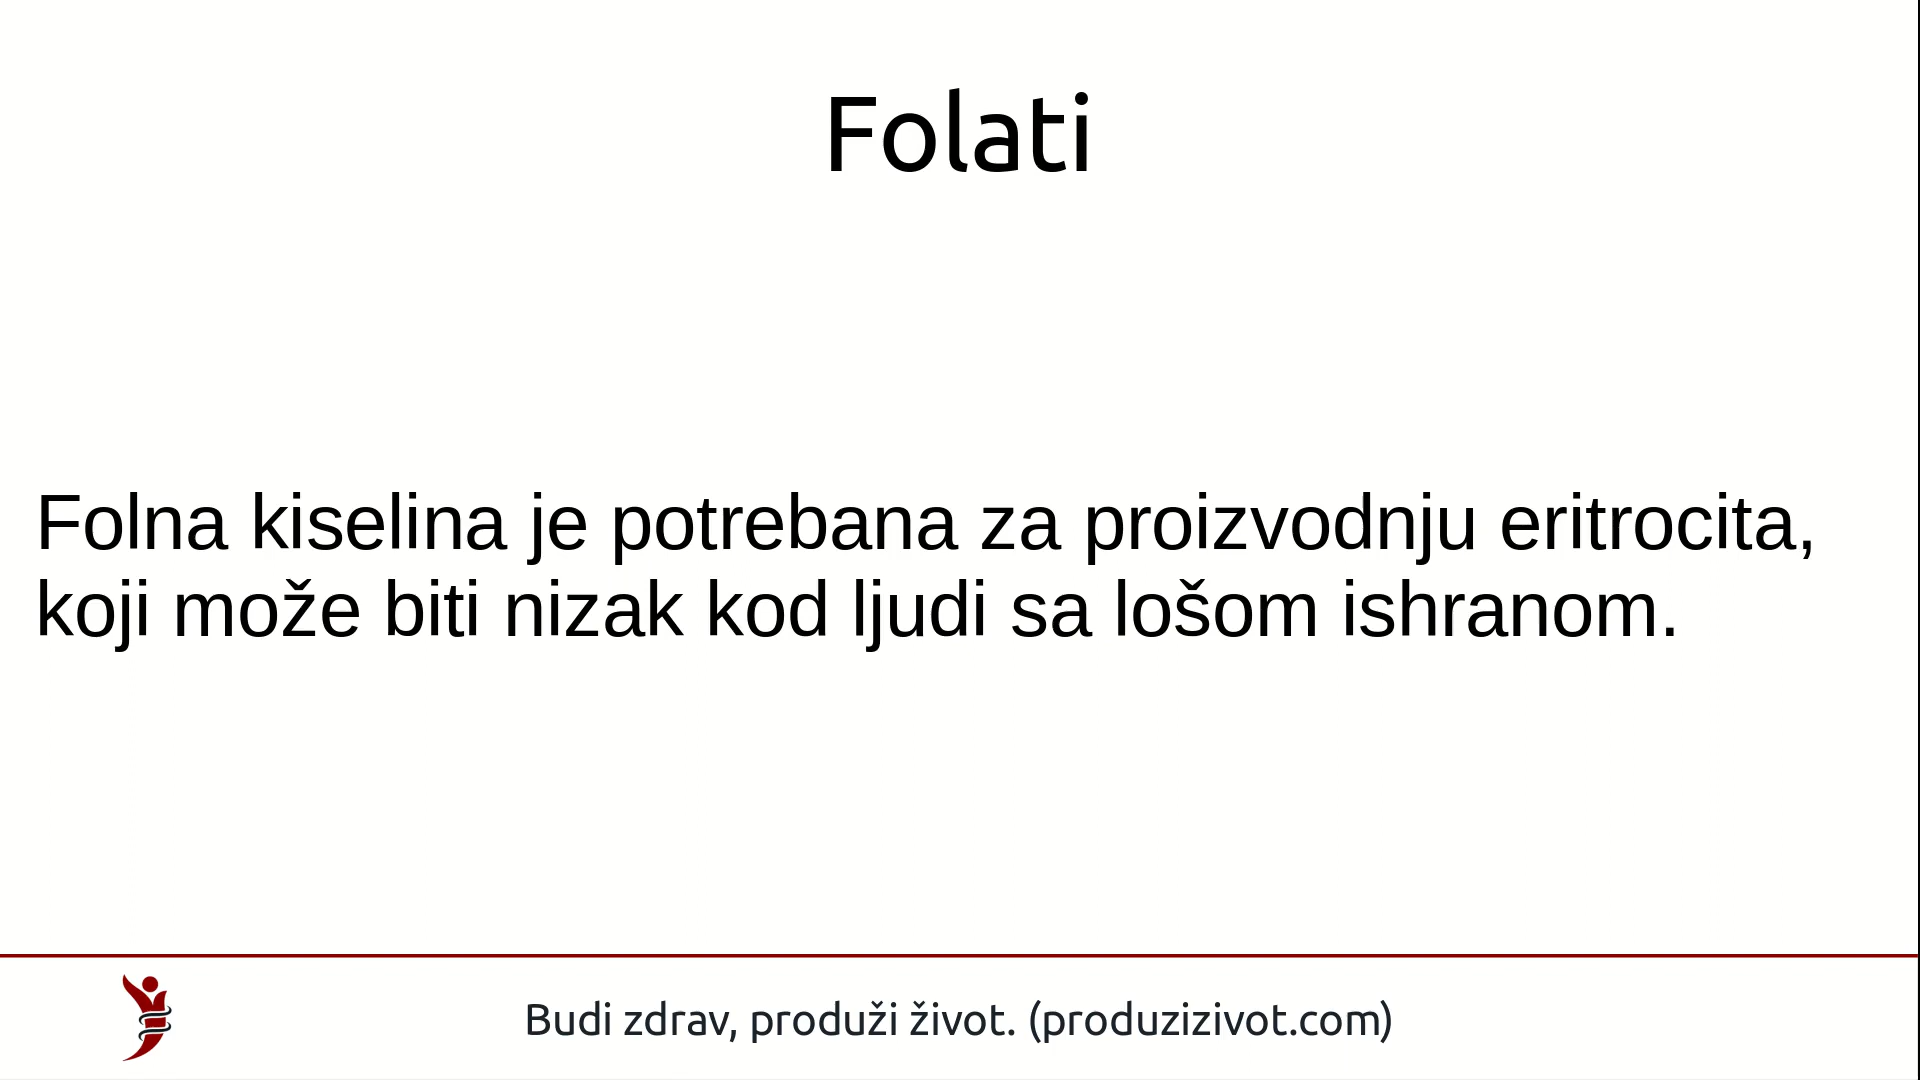 Folati
Folna kiselina je potrebana za proizvodnju eritrocita,
koji može biti nizak kod ljudi sa lošom ishranom.
Budi zdrav, produži život. (produzizivot.com)